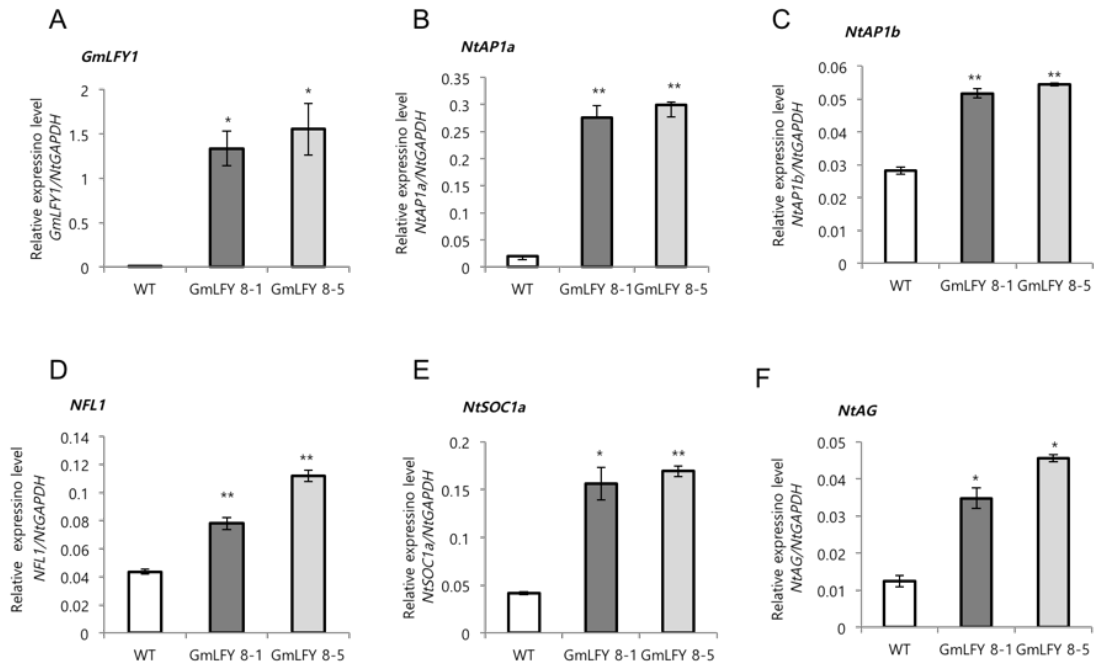 A
GmLFY1
Relative expressino level
GmLFY1/NtGAPDH
2
1.5
1
0.5
0
*
*
WT
GmLFY 8-1
GmLFY 8-5
B
NtAP1a
Relative expressino level
NtAP1a/NtGAPDH
0.35
0.3
0.25
0.2
0.15
0.1
0.05
0
**
**
WT
GmLFY 8-1
GmLFY 8-5
C
NtAP1b
Relative expressino level
NtAP1b/NtGAPDH
0.06
0.05
0.04
0.03
0.02
0.01
0
**
**
WT
GmLFY 8-1
GmLFY 8-5
D
NFL1
Relative expressino level
NFL1/NtGAPDH
0.14
0.12
0.1
0.08
0.06
0.04
0.02
0
**
**
WT
GmLFY 8-1
GmLFY 8-5
E
NtSOC1a
Relative expressino level
NtSOC1a/NtGAPDH
0.2
0.15
0.1
0.05
0
*
**
WT
GmLFY 8-1
GmLFY 8-5
F
NtAG
Relative expressino level
NtAG/NtGAPDH
0.05
0.04
0.03
0.02
0.01
0
*
*
WT
GmLFY 8-1
GmLFY 8-5